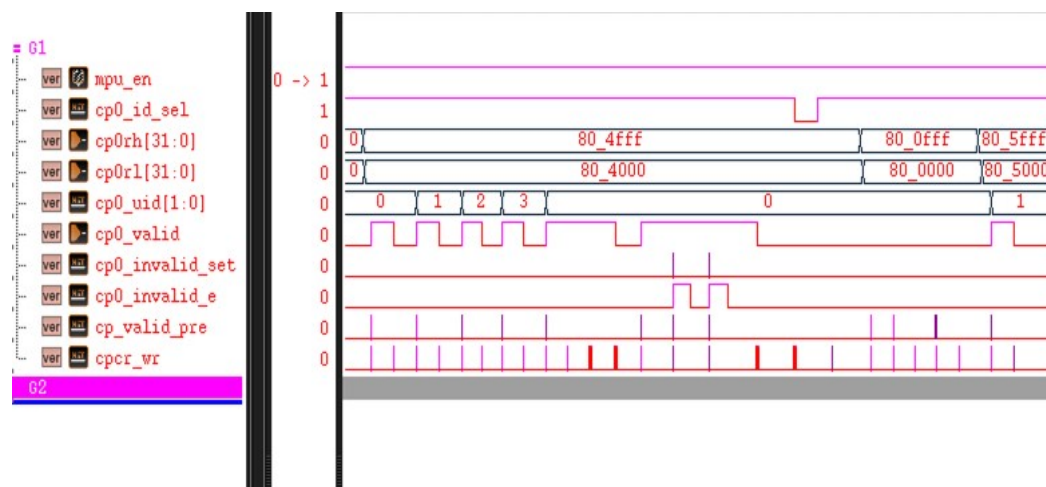 G1
ver mpu_en 0 -> 1
ver cp0_id_sel 1
ver cp0rh[31:0] 0 0 80_4fff 80_0fff 80_5fff
ver cp0rl[31:0] 0 0 80_4000 80_0000 80_5000
ver cp0_uid[1:0] 0 0 1 2 3 0 1
ver cp0_valid 0
ver cp0_invalid_set 0
ver cp0_invalid_e 0
ver cp_valid_pre 0
ver cpcr_wr 0
G2